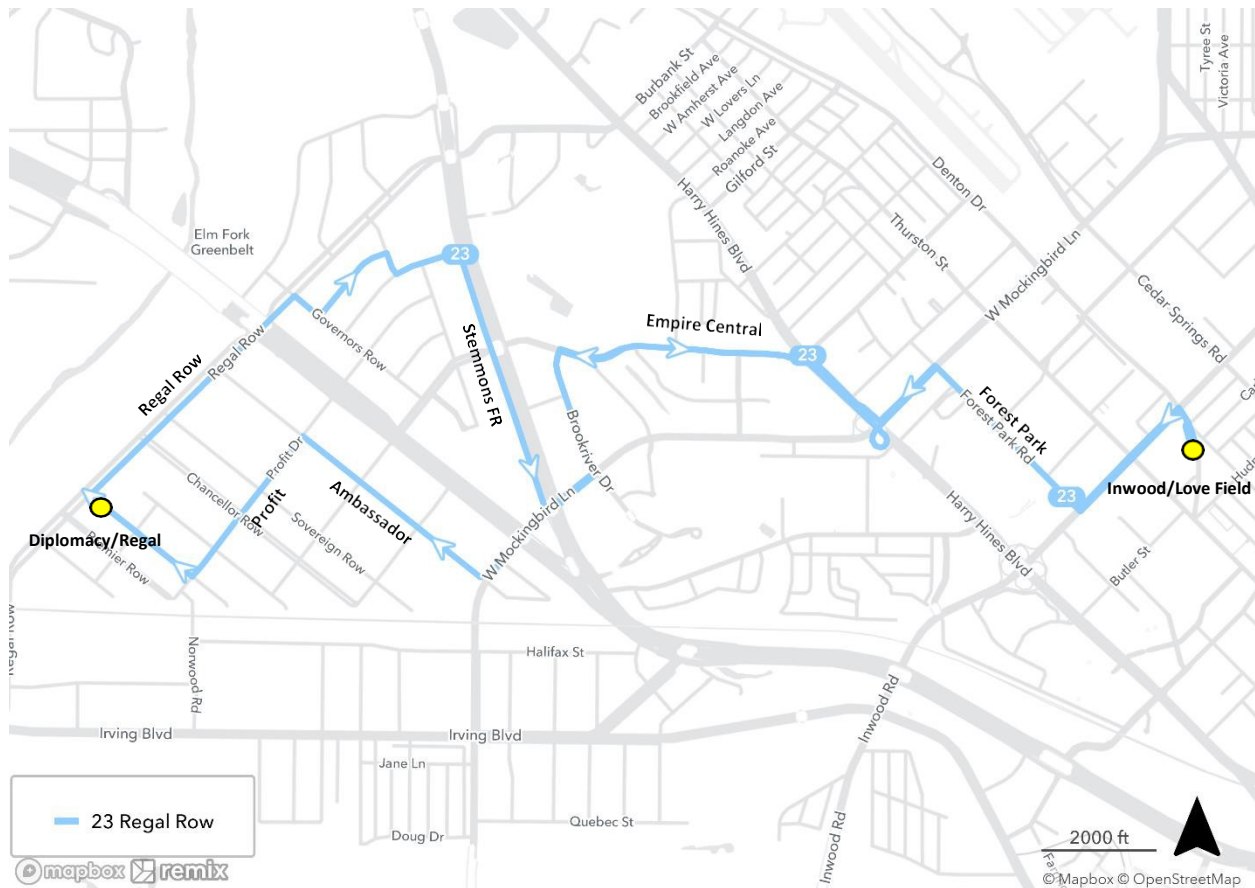 Burbank St
Brookfield Ave
W Amherst Ave
W Lovers Ln
Langdon Ave
Roanoke Ave
Gilford St
Tyree St
Victoria Ave
Denton Dr
Harry Hines Blvd
Thurston St
W Mockingbird Ln
Elm Fork
Greenbelt
23
Cedar Springs Rd
Governors Row
Regal Row
Regal Row
Stemmons FR
Empire Central
23
Forest Park
Forest Park Rd
Brookriver Dr
Profit Dr
Profit
Chancellor Row
Sovereign Row
Ambassador
W Mockingbird Ln
23
Inwood/Love Field
Harry Hines Blvd
Butler St
Diplomacy/Regal
Premier Row
Regal Row
Norwood Rd
Halifax St
Inwood Rd
Irving Blvd
Irving Blvd
Jane Ln
Doug Dr
Quebec St
Inwood Rd
23 Regal Row
2000 ft
mapbox remix
© Mapbox © OpenStreetMap